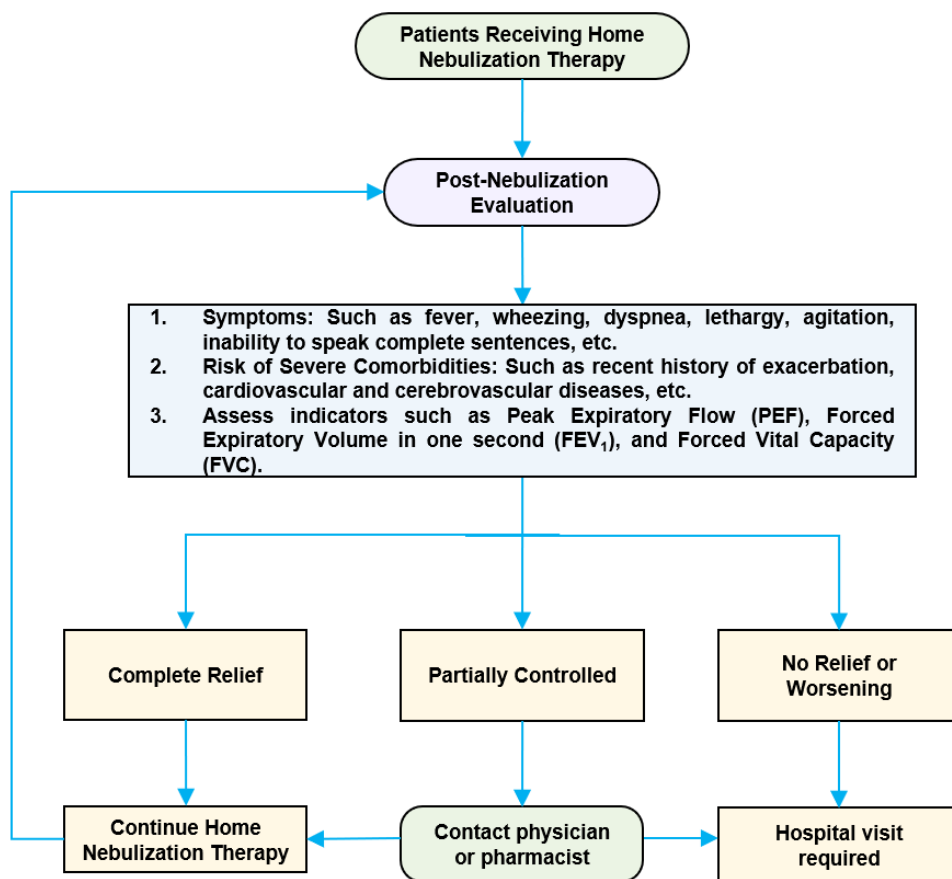 Patients Receiving Home
Nebulization Therapy
Post-Nebulization
Evaluation
1. Symptoms: Such as fever, wheezing, dyspnea, lethargy, agitation,
inability to speak complete sentences, etc.
2. Risk of Severe Comorbidities: Such as recent history of exacerbation,
cardiovascular and cerebrovascular diseases, etc.
3. Assess indicators such as Peak Expiratory Flow (PEF), Forced
Expiratory Volume in one second (FEV₁), and Forced Vital Capacity
(FVC).
Complete Relief
Partially Controlled
No Relief or
Worsening
Continue Home
Nebulization Therapy
Contact physician
or pharmacist
Hospital visit
required